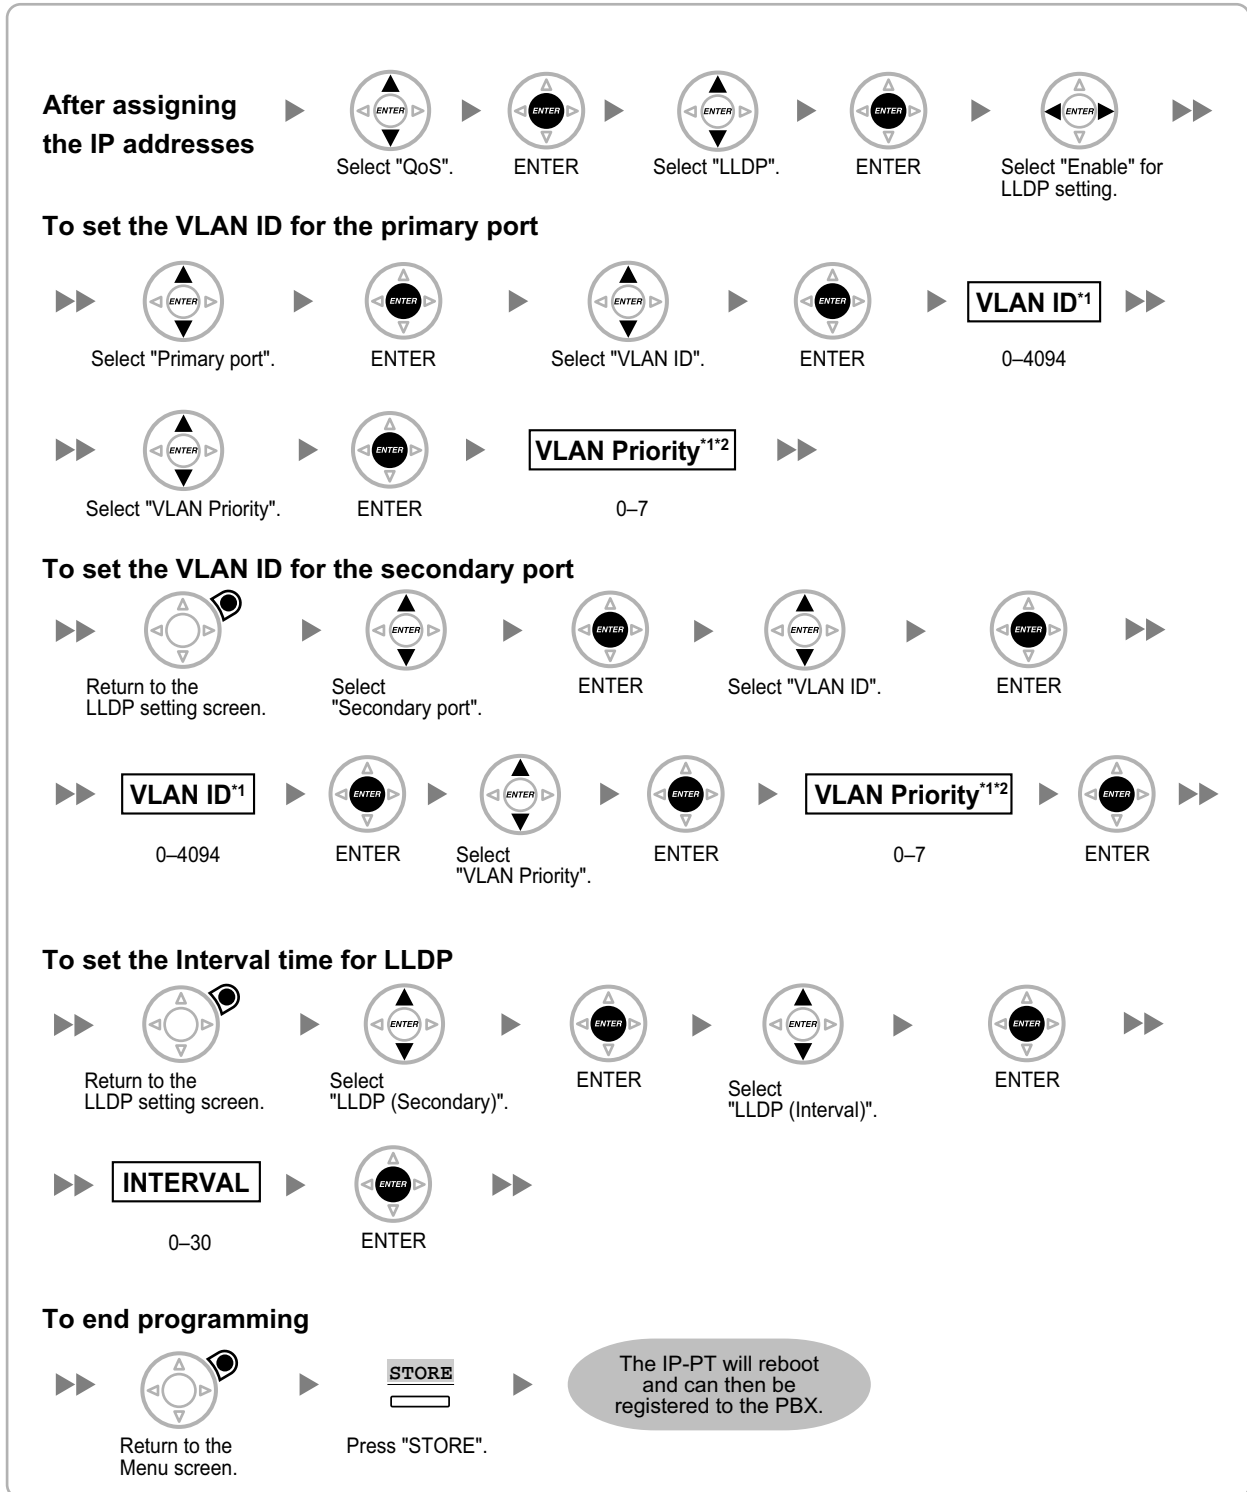 After assigning
the IP addresses
ENTER ENTER ENTER ENTER ENTER
Select "QoS". ENTER Select "LLDP". ENTER Select "Enable" for
LLDP setting.
To set the VLAN ID for the primary port
ENTER ENTER ENTER ENTER VLAN ID*1
Select "Primary port". ENTER Select "VLAN ID". ENTER 0–4094
ENTER ENTER VLAN Priority*1*2
Select "VLAN Priority". ENTER 0–7
To set the VLAN ID for the secondary port
ENTER ENTER ENTER ENTER
Return to the
LLDP setting screen.
Select
"Secondary port".
ENTER Select "VLAN ID". ENTER
VLAN ID*1 ENTER ENTER ENTER VLAN Priority*1*2 ENTER
0–4094 ENTER Select
"VLAN Priority".
ENTER 0–7 ENTER
To set the Interval time for LLDP
ENTER ENTER ENTER ENTER
Return to the
LLDP setting screen.
Select
"LLDP (Secondary)".
ENTER
Select
"LLDP (Interval)".
ENTER
INTERVAL ENTER
0–30 ENTER
To end programming
STORE
The IP-PT will reboot
and can then be
registered to the PBX.
Return to the
Menu screen.
Press "STORE".